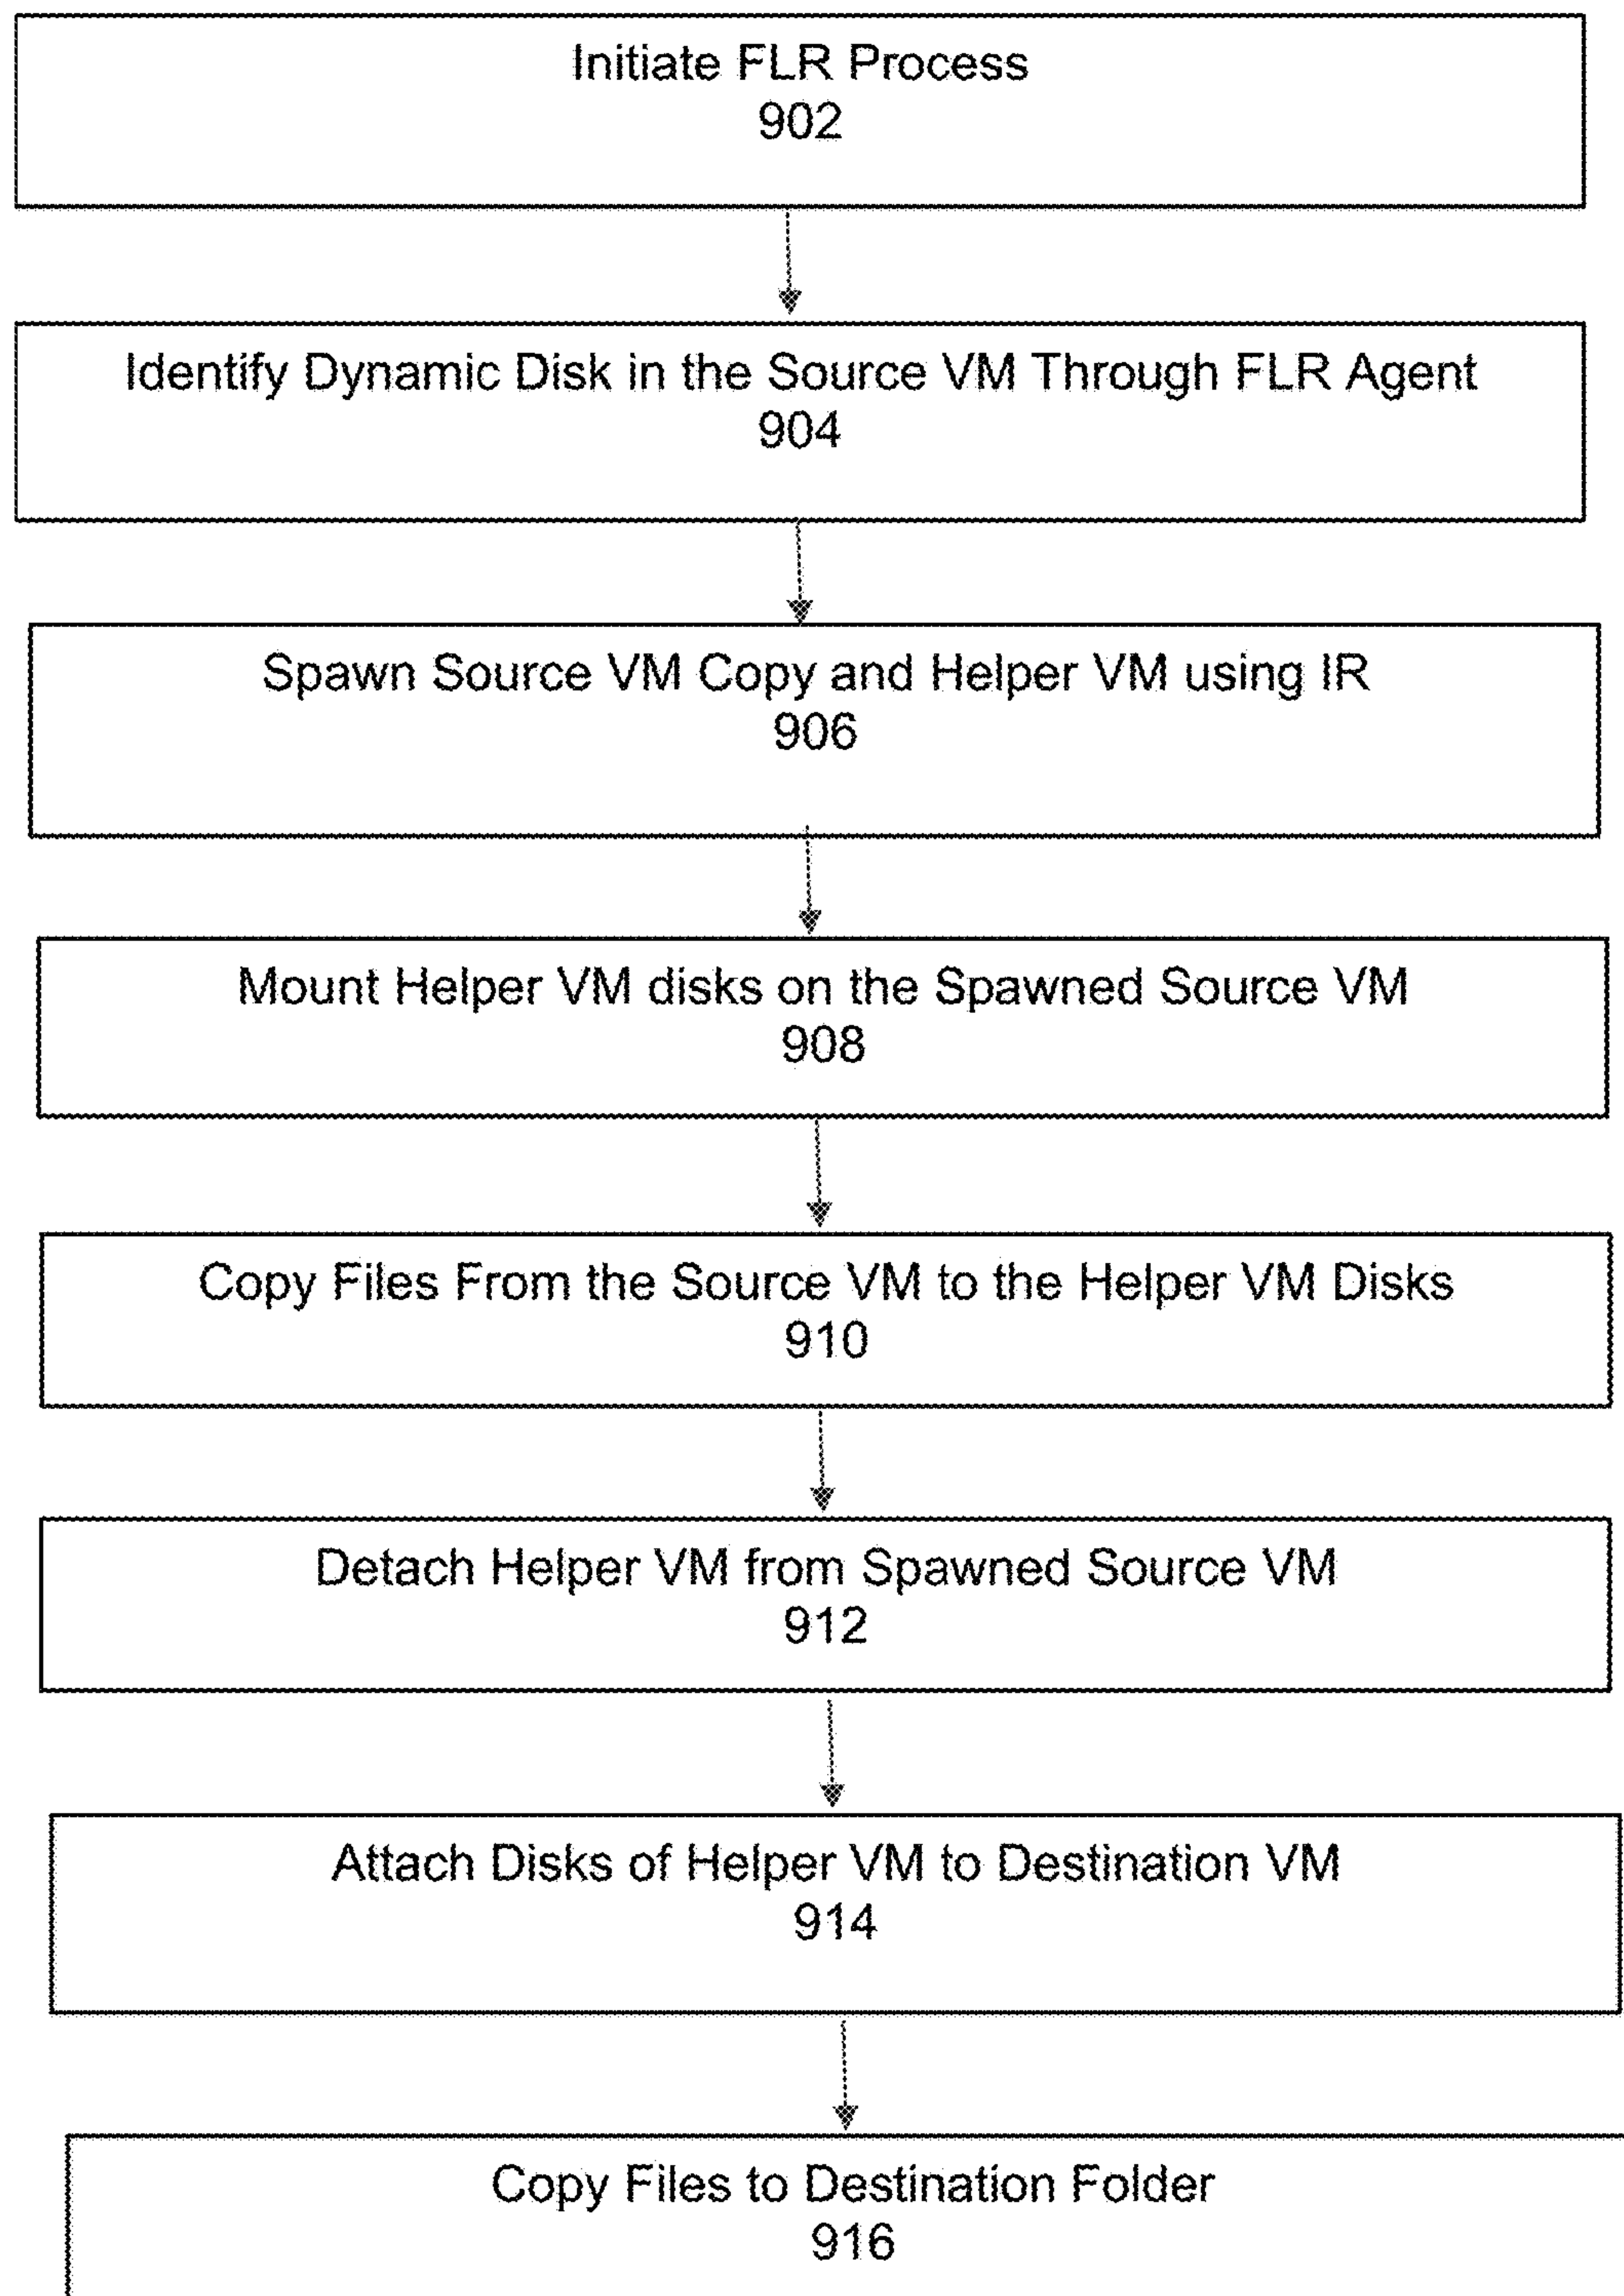 Initiate FLR Process
902
Identify Dynamic Disk in the Source VM Through FLR Agent
904
Spawn Source VM Copy and Helper VM using IR
906
Mount Helper VM disks on the Spawned Source VM
908
Copy Files From the Source VM to the Helper VM Disks
910
Detach Helper VM from Spawned Source VM
912
Attach Disks of Helper VM to Destination VM
914
Copy Files to Destination Folder
916